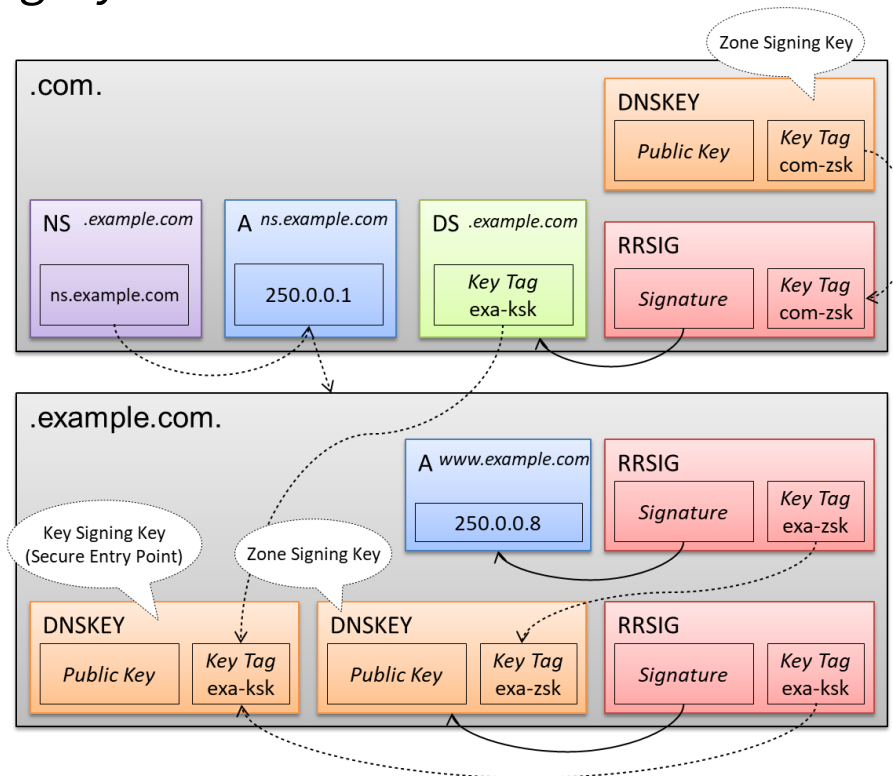 Zone Signing Key
.com.
DNSKEY
Public Key
Key Tag
com-zsk
NS .example.com
ns.example.com
A ns.example.com
250.0.0.1
DS .example.com
Key Tag
exa-ksk
RRSIG
Signature
Key Tag
com-zsk
.example.com.
A www.example.com
250.0.0.8
RRSIG
Signature
Key Tag
exa-zsk
Key Signing Key
(Secure Entry Point)
Zone Signing Key
DNSKEY
Public Key
Key Tag
exa-ksk
DNSKEY
Public Key
Key Tag
exa-zsk
RRSIG
Signature
Key Tag
exa-ksk